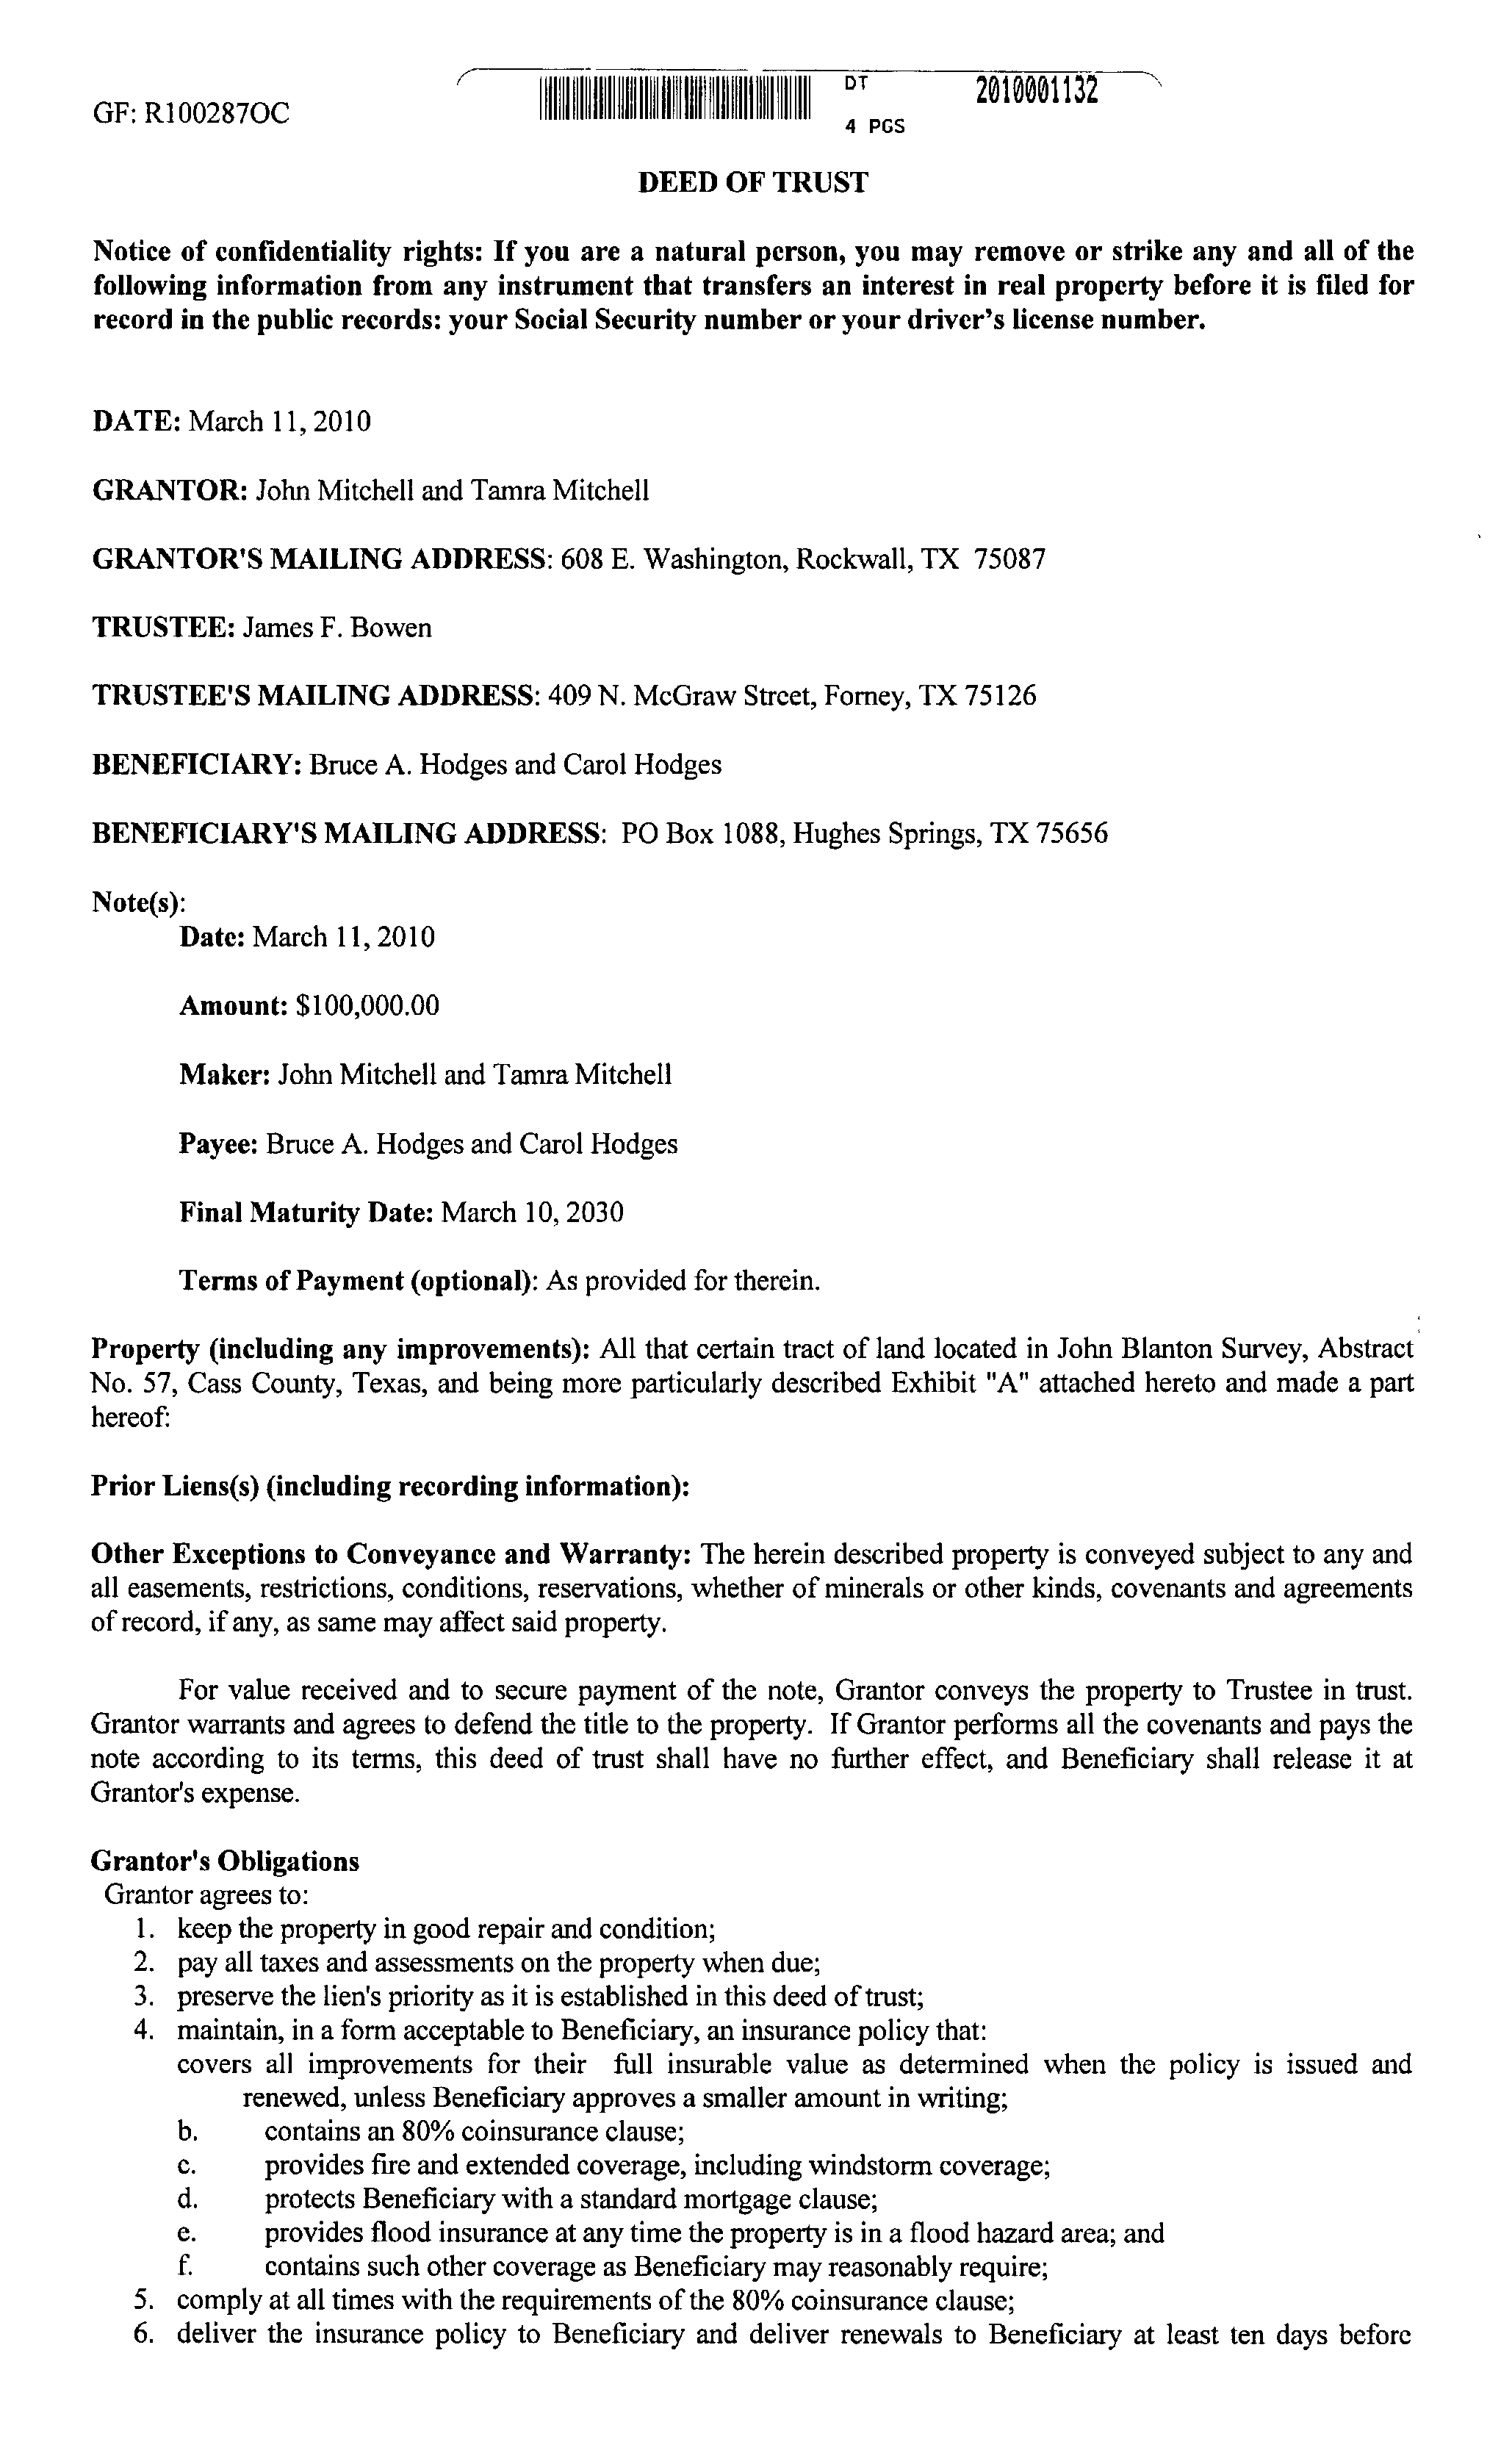 GF: R100287OC
DT 2010001132
4 PGS
DEED OF TRUST
Notice of confidentiality rights: If you are a natural person, you may remove or strike any and all of the
following information from any instrument that transfers an interest in real property before it is filed for
record in the public records: your Social Security number or your driver's license number.
DATE: March 11, 2010
GRANTOR: John Mitchell and Tamra Mitchell
GRANTOR'S MAILING ADDRESS: 608 E. Washington, Rockwall, TX 75087
TRUSTEE: James F. Bowen
TRUSTEE'S MAILING ADDRESS: 409 N. McGraw Street, Forney, TX 75126
BENEFICIARY: Bruce A. Hodges and Carol Hodges
BENEFICIARY'S MAILING ADDRESS: PO Box 1088, Hughes Springs, TX 75656
Note(s):
Date: March 11, 2010
Amount: $100,000.00
Maker: John Mitchell and Tamra Mitchell
Payee: Bruce A. Hodges and Carol Hodges
Final Maturity Date: March 10, 2030
Terms of Payment (optional): As provided for therein.
Property (including any improvements): All that certain tract of land located in John Blanton Survey, Abstract
No. 57, Cass County, Texas, and being more particularly described Exhibit "A" attached hereto and made a part
hereof:
Prior Liens(s) (including recording information):
Other Exceptions to Conveyance and Warranty: The herein described property is conveyed subject to any and
all easements, restrictions, conditions, reservations, whether of minerals or other kinds, covenants and agreements
of record, if any, as same may affect said property.
For value received and to secure payment of the note, Grantor conveys the property to Trustee in trust.
Grantor warrants and agrees to defend the title to the property. If Grantor performs all the covenants and pays the
note according to its terms, this deed of trust shall have no further effect, and Beneficiary shall release it at
Grantor's expense.
Grantor's Obligations
Grantor agrees to:
1. keep the property in good repair and condition;
2. pay all taxes and assessments on the property when due;
3. preserve the lien's priority as it is established in this deed of trust;
4. maintain, in a form acceptable to Beneficiary, an insurance policy that:
covers all improvements for their full insurable value as determined when the policy is issued and
renewed, unless Beneficiary approves a smaller amount in writing;
b. contains an 80% coinsurance clause;
c. provides fire and extended coverage, including windstorm coverage;
d. protects Beneficiary with a standard mortgage clause;
e. provides flood insurance at any time the property is in a flood hazard area; and
f. contains such other coverage as Beneficiary may reasonably require;
5. comply at all times with the requirements of the 80% coinsurance clause;
6. deliver the insurance policy to Beneficiary and deliver renewals to Beneficiary at least ten days before